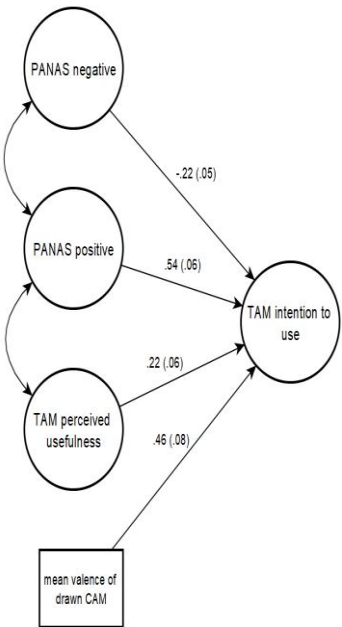 PANAS negative
-.22 (.05)
PANAS positive
.54 (.06)
TAM intention to
use
.22 (.06)
TAM perceived
usefulness
.46 (.08)
mean valence of
drawn CAM